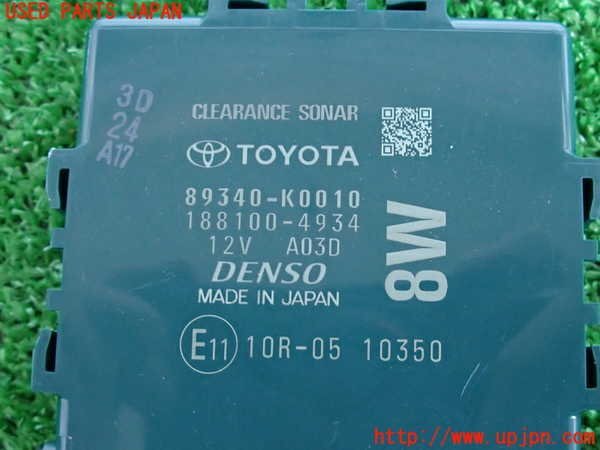 USED PARTS JAPAN
3D
24
A17
CLEARANCE SONAR
TOYOTA
89340-K0010
188100-4934
12V A03D
DENSO
MADE IN JAPAN
8W
E11 10R-05 10350
www.upjpn.com